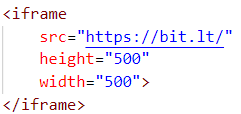 <iframe
src="https://bit.lt/"
height="500"
width="500">
</iframe>